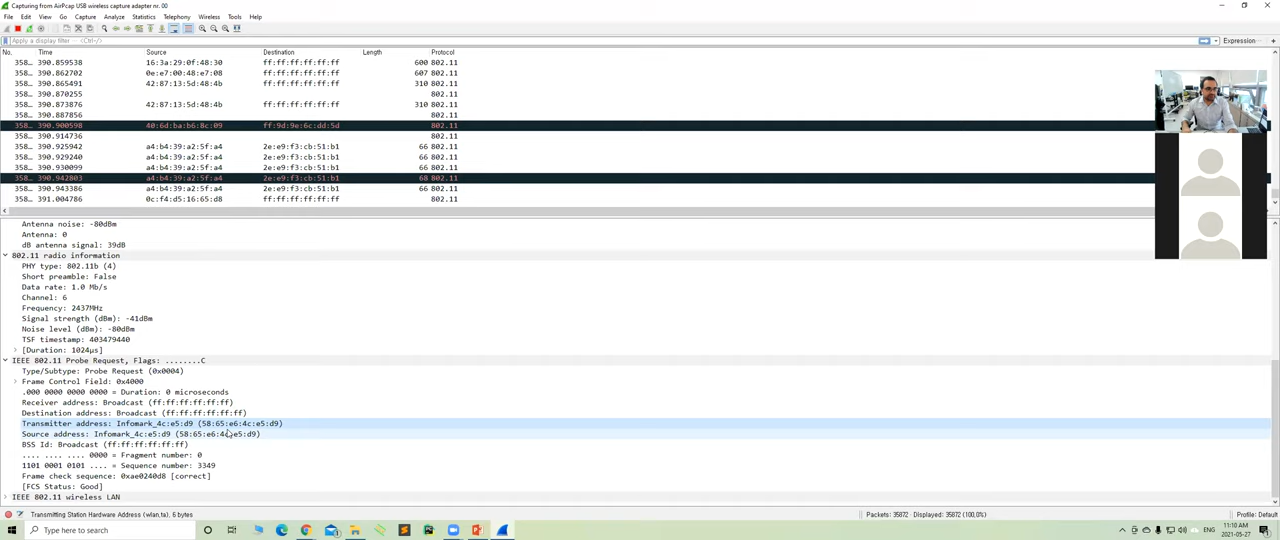 Capturing from AirPcap USB wireless capture adapter nr. 00
File Edit View Go Capture Analyze Statistics Telephony Wireless Tools Help
Apply a display filter ... <Ctrl-/> Expression... +
No. Time Source Destination Length Protocol
358… 390.859538 16:3a:29:0f:48:30 ff:ff:ff:ff:ff:ff 600 802.11
358… 390.862702 0e:e7:00:48:e7:08 ff:ff:ff:ff:ff:ff 607 802.11
358… 390.865491 42:87:13:5d:48:4b ff:ff:ff:ff:ff:ff 310 802.11
358… 390.870255 802.11
358… 390.873876 42:87:13:5d:48:4b ff:ff:ff:ff:ff:ff 310 802.11
358… 390.887856 802.11
358… 390.900598 40:6d:ba:b6:8c:09 ff:9d:9e:6c:dd:5d 802.11
358… 390.914736 802.11
358… 390.925942 a4:b4:39:a2:5f:a4 2e:e9:f3:cb:51:b1 66 802.11
358… 390.929240 a4:b4:39:a2:5f:a4 2e:e9:f3:cb:51:b1 66 802.11
358… 390.930099 a4:b4:39:a2:5f:a4 2e:e9:f3:cb:51:b1 66 802.11
358… 390.942803 a4:b4:39:a2:5f:a4 2e:e9:f3:cb:51:b1 68 802.11
358… 390.943386 a4:b4:39:a2:5f:a4 2e:e9:f3:cb:51:b1 66 802.11
358… 391.004786 0c:f4:d5:16:65:d8 ff:ff:ff:ff:ff:ff 802.11
Antenna noise: -80dBm
Antenna: 0
dB antenna signal: 39dB
802.11 radio information
PHY type: 802.11b (4)
Short preamble: False
Data rate: 1.0 Mb/s
Channel: 6
Frequency: 2437MHz
Signal strength (dBm): -41dBm
Noise level (dBm): -80dBm
TSF timestamp: 403479440
[Duration: 1024µs]
IEEE 802.11 Probe Request, Flags: ........C
Type/Subtype: Probe Request (0x0004)
Frame Control Field: 0x4000
.000 0000 0000 0000 = Duration: 0 microseconds
Receiver address: Broadcast (ff:ff:ff:ff:ff:ff)
Destination address: Broadcast (ff:ff:ff:ff:ff:ff)
Transmitter address: Infomark_4c:e5:d9 (58:65:e6:4c:e5:d9)
Source address: Infomark_4c:e5:d9 (58:65:e6:4c:e5:d9)
BSS Id: Broadcast (ff:ff:ff:ff:ff:ff)
.... .... .... 0000 = Fragment number: 0
1101 0001 0101 .... = Sequence number: 3349
Frame check sequence: 0xae0240d8 [correct]
[FCS Status: Good]
IEEE 802.11 wireless LAN
Transmitting Station Hardware Address (wlan.ta), 6 bytes Packets: 35872 · Displayed: 35872 (100.0%) Profile: Default
Type here to search ENG 11:10 AM
2021-05-27